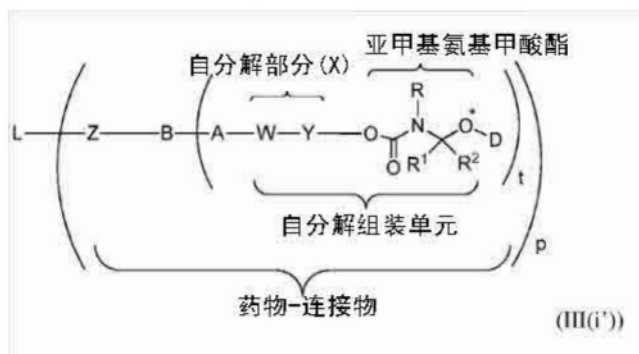 亚甲基氨基甲酸酯
自分解部分(X)
R
L Z B A W Y O N O* D
O R¹ R² t
自分解组装单元
p
药物-连接物
(III(i'))